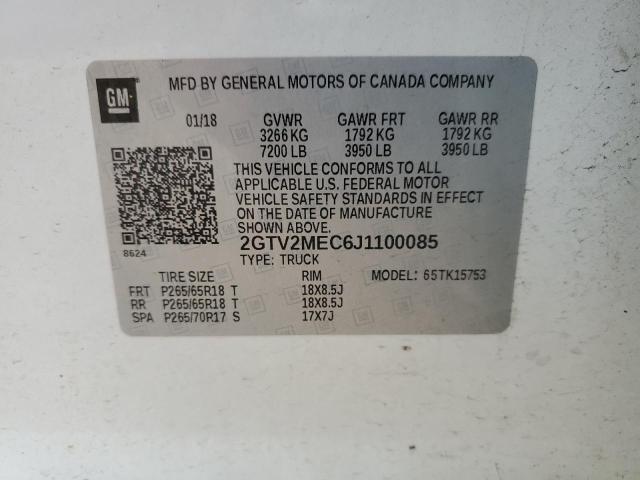 GM
MFD BY GENERAL MOTORS OF CANADA COMPANY
01/18 GVWR GAWR FRT GAWR RR
3266 KG 1792 KG 1792 KG
7200 LB 3950 LB 3950 LB
THIS VEHICLE CONFORMS TO ALL
APPLICABLE U.S. FEDERAL MOTOR
VEHICLE SAFETY STANDARDS IN EFFECT
ON THE DATE OF MANUFACTURE
SHOWN ABOVE.
8624 2GTV2MEC6J1100085
TYPE: TRUCK
TIRE SIZE RIM MODEL: 65TK15753
FRT P265/65R18 T 18X8.5J
RR P265/65R18 T 18X8.5J
SPA P265/70R17 S 17X7J